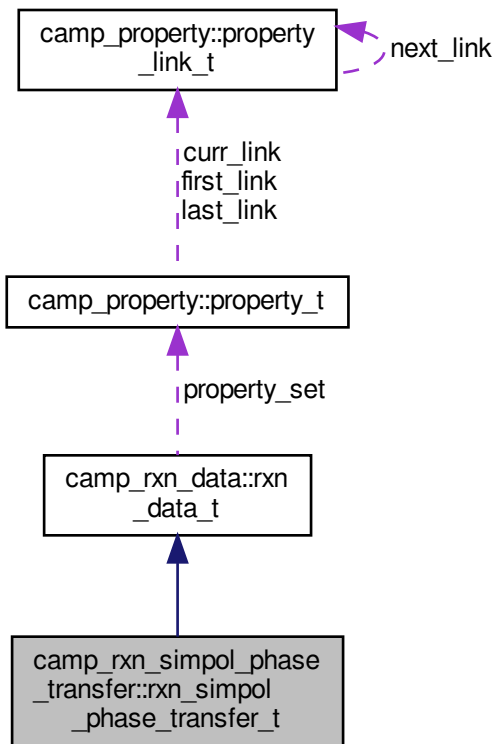 camp_property::property
_link_t
next_link
curr_link
first_link
last_link
camp_property::property_t
property_set
camp_rxn_data::rxn
_data_t
camp_rxn_simpol_phase
_transfer::rxn_simpol
_phase_transfer_t